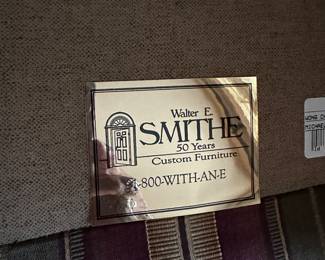 Walter E.
SMITHE
50 Years
Custom Furniture
1-800-WITH-AN-E